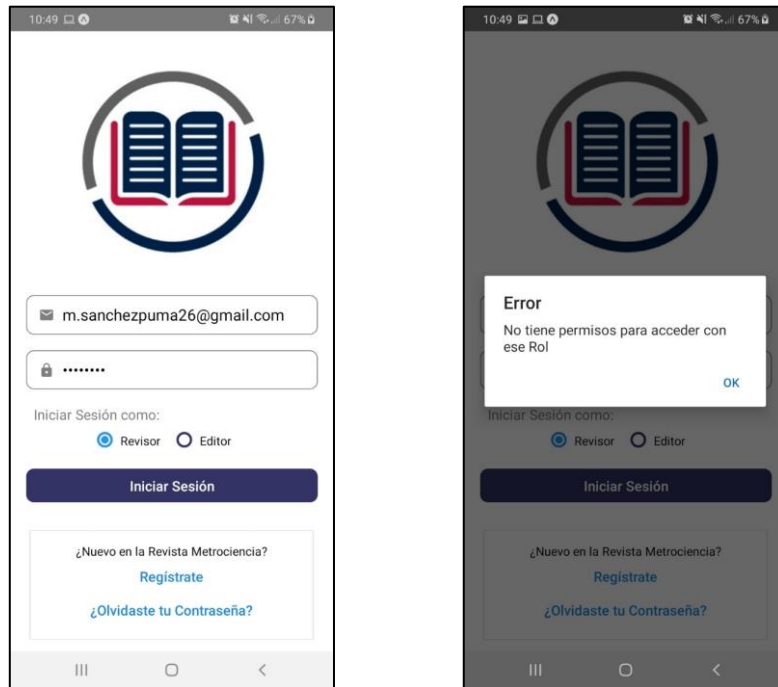 10:49 67%
m.sanchezpuma26@gmail.com
••••••••
Iniciar Sesión como:
Revisor Editor
Iniciar Sesión
¿Nuevo en la Revista Metrociencia?
Regístrate
¿Olvidaste tu Contraseña?
10:49 67%
Error
No tiene permisos para acceder con
ese Rol
OK
Iniciar Sesión como:
Revisor Editor
Iniciar Sesión
¿Nuevo en la Revista Metrociencia?
Regístrate
¿Olvidaste tu Contraseña?